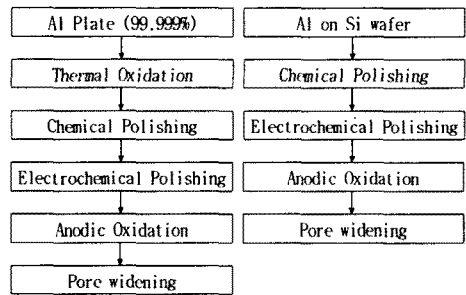 Al Plate (99.999%)
Thermal Oxidation
Chemical Polishing
Electrochemical Polishing
Anodic Oxidation
Pore widening
Al on Si wafer
Chemical Polishing
Electrochemical Polishing
Anodic Oxidation
Pore widening